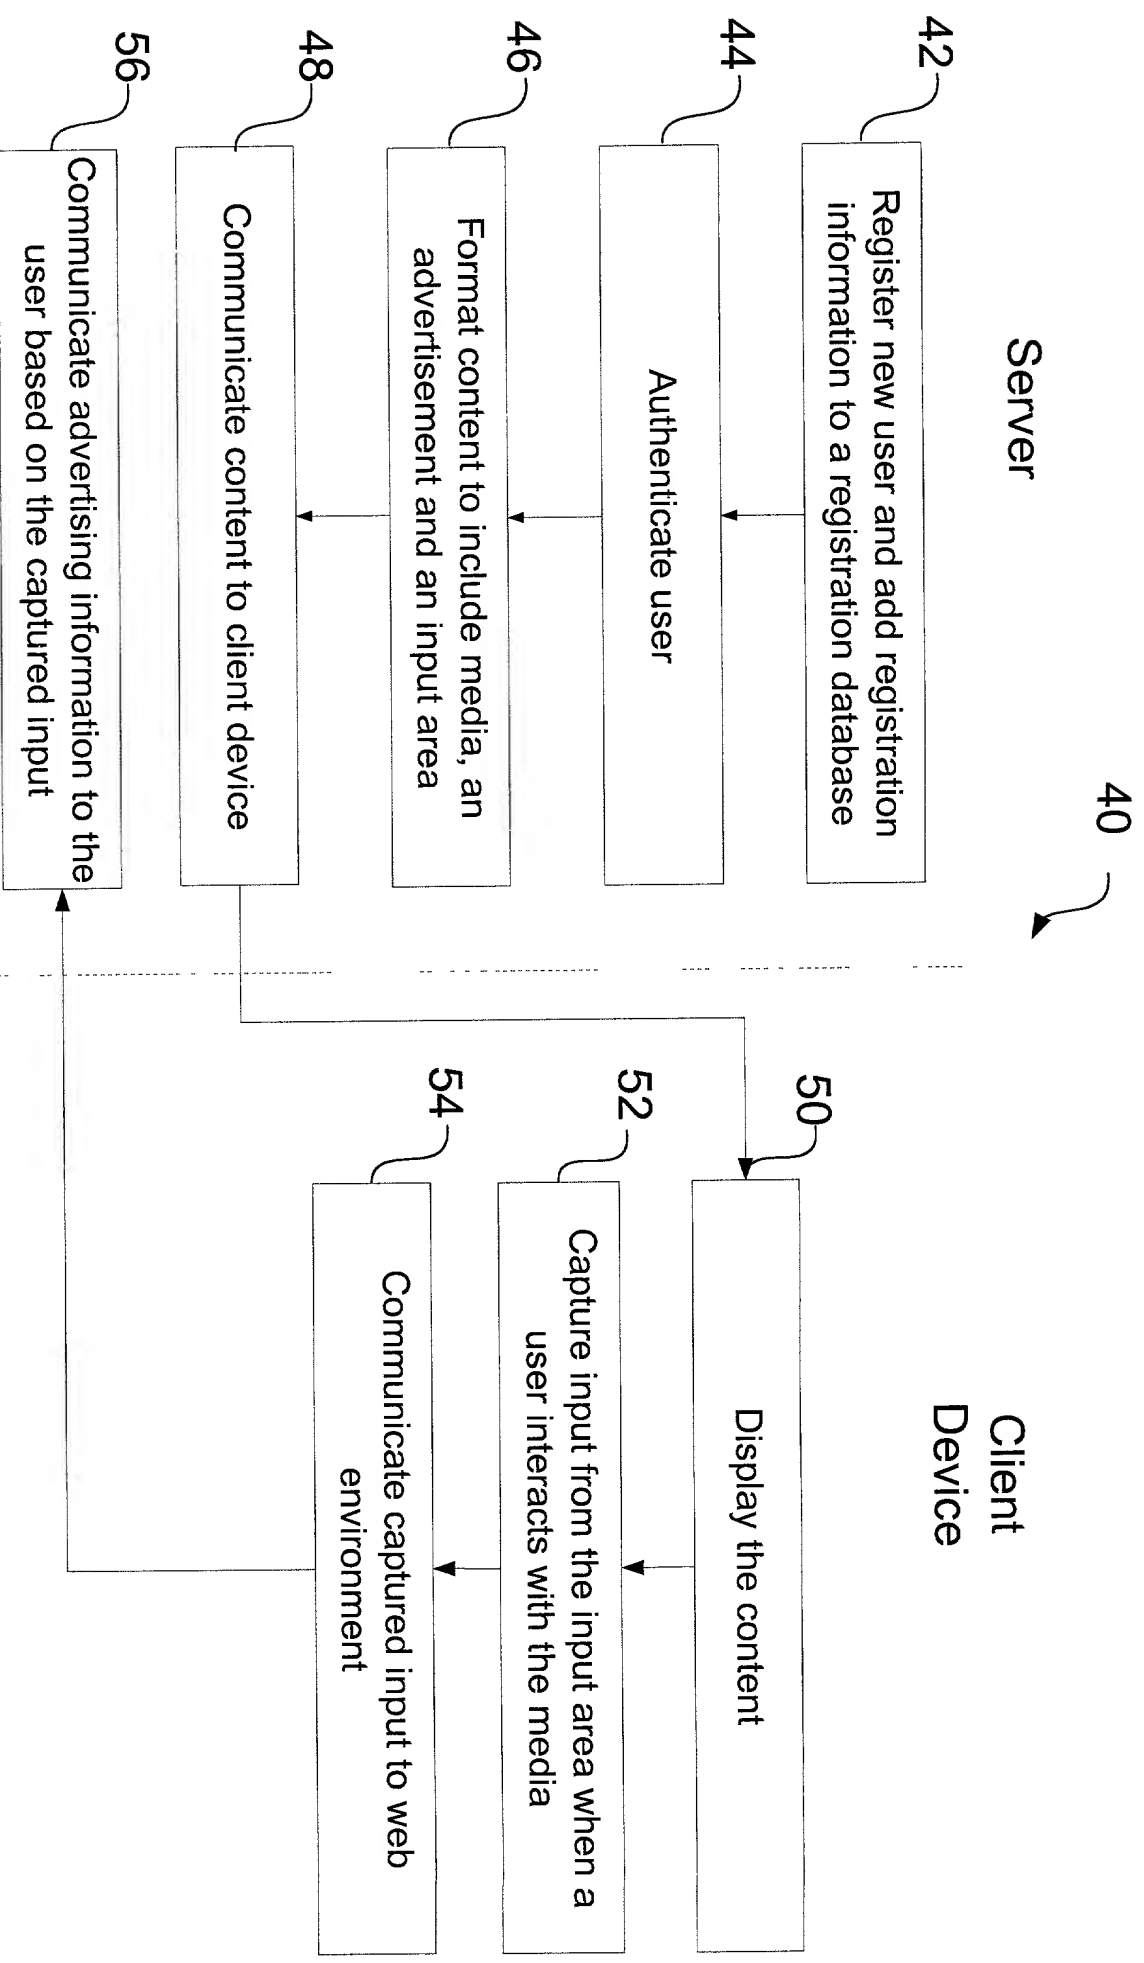 40
Server
Client
Device
42
Register new user and add registration
information to a registration database
44
Authenticate user
46
Format content to include media, an
advertisement and an input area
48
Communicate content to client device
50
Display the content
52
Capture input from the input area when a
user interacts with the media
54
Communicate captured input to web
environment
56
Communicate advertising information to the
user based on the captured input